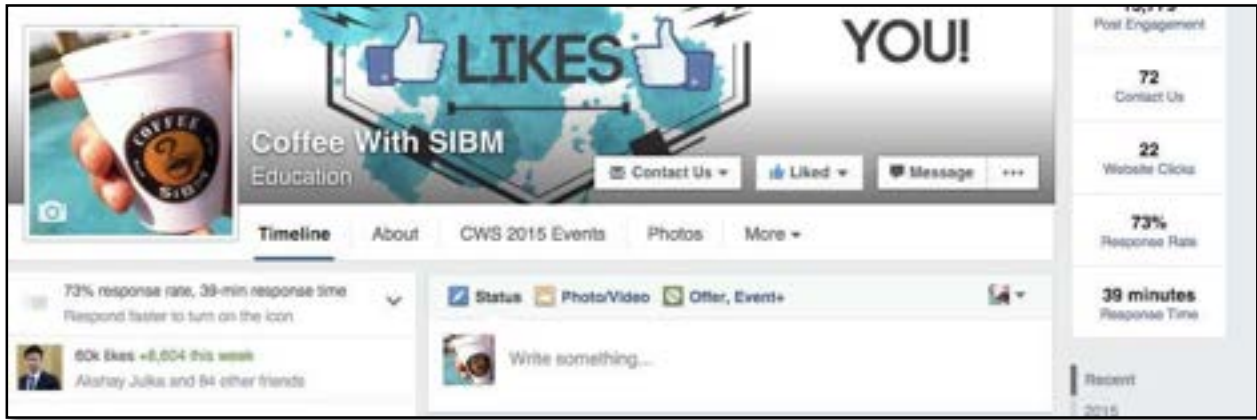 LIKES
YOU!
COFFEE
SIBM
Coffee With SIBM
Education
Contact Us
Liked
Message
Timeline
About
CWS 2015 Events
Photos
More
73% response rate, 39-min response time
Respond faster to turn on the icon
60k likes +8,604 this week
Akshay Julka and 84 other friends
Status
Photo/Video
Offer, Event+
Write something...
Post Engagement
72
Contact Us
22
Website Clicks
73%
Response Rate
39 minutes
Response Time
Recent
2015